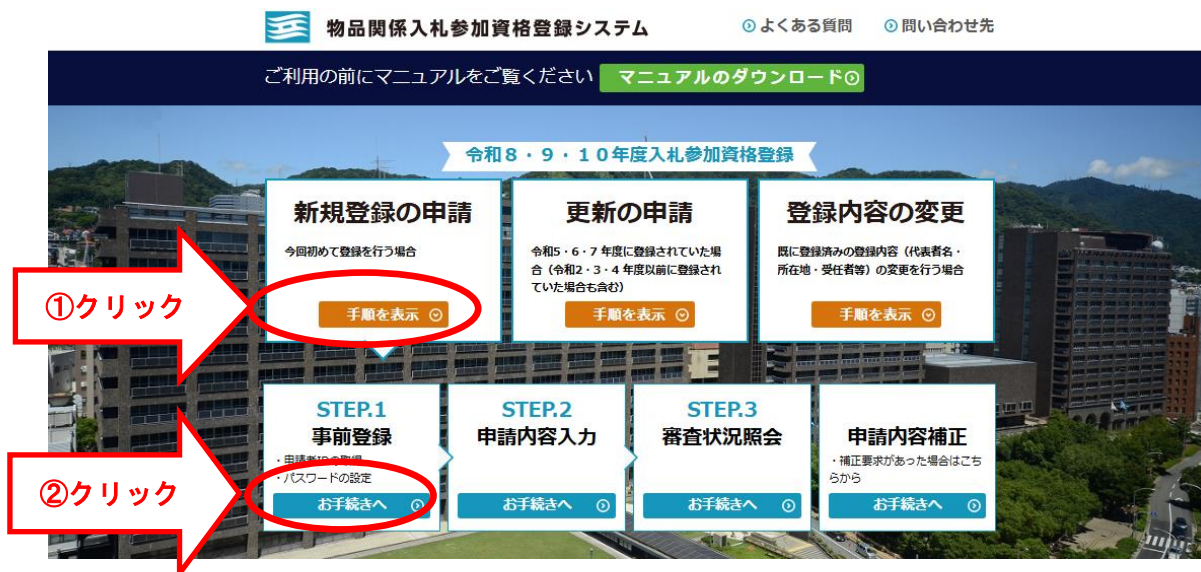 物品関係入札参加資格登録システム
よくある質問
問い合わせ先
ご利用の前にマニュアルをご覧ください
マニュアルのダウンロード
令和8・9・10年度入札参加資格登録
新規登録の申請
今回初めて登録を行う場合
手順を表示
更新の申請
令和5・6・7年度に登録されていた場
合（令和2・3・4年度以前に登録され
ていた場合も含む）
手順を表示
登録内容の変更
既に登録済みの登録内容（代表者名・
所在地・受任者等）の変更を行う場合
手順を表示
①クリック
STEP.1
事前登録
・申請者IDの取得
・パスワードの設定
お手続きへ
STEP.2
申請内容入力
お手続きへ
STEP.3
審査状況照会
お手続きへ
申請内容補正
・補正要求があった場合はこち
らから
お手続きへ
②クリック